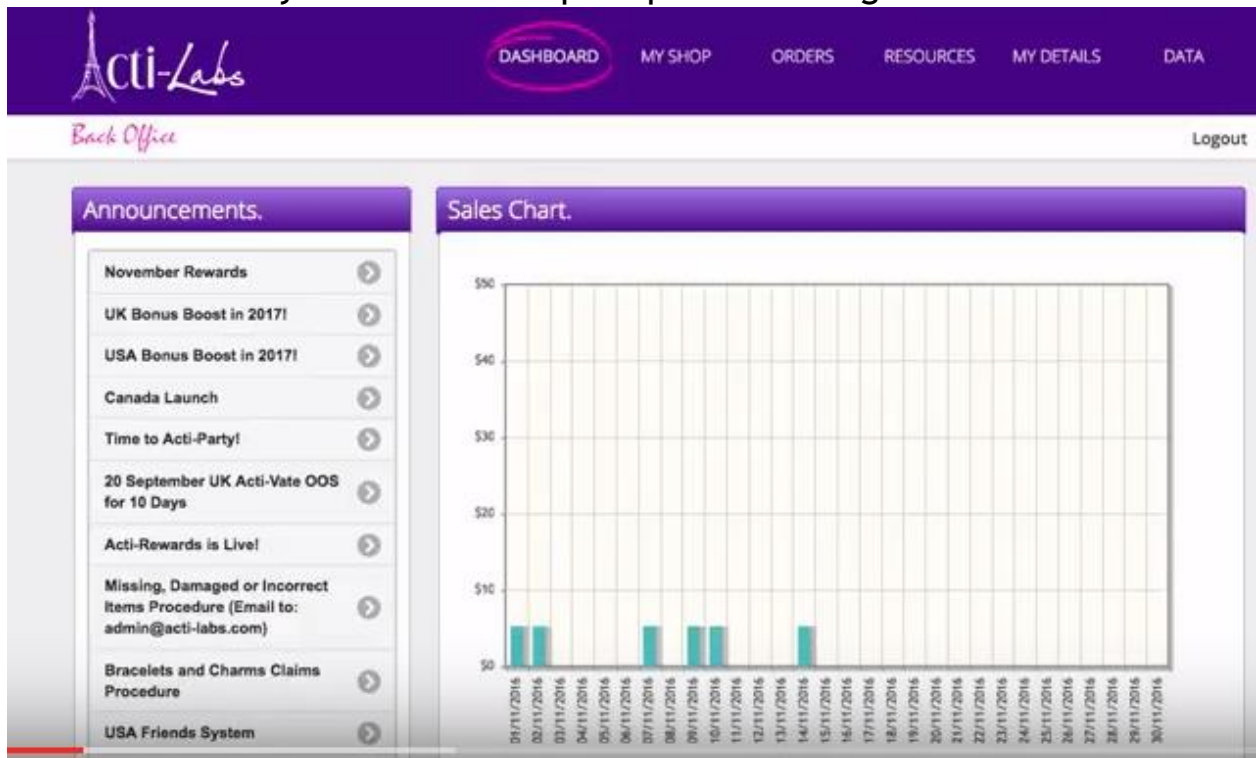 Acti-Labs
DASHBOARD
MY SHOP
ORDERS
RESOURCES
MY DETAILS
DATA
Back Office
Logout
Announcements.
November Rewards
UK Bonus Boost in 2017!
USA Bonus Boost in 2017!
Canada Launch
Time to Acti-Party!
20 September UK Acti-Vate OOS
for 10 Days
Acti-Rewards is Live!
Missing, Damaged or Incorrect
Items Procedure (Email to:
admin@acti-labs.com)
Bracelets and Charms Claims
Procedure
USA Friends System
Sales Chart.
$50
$40
$30
$20
$10
$0
01/11/2016
02/11/2016
03/11/2016
04/11/2016
05/11/2016
06/11/2016
07/11/2016
08/11/2016
09/11/2016
10/11/2016
11/11/2016
12/11/2016
13/11/2016
14/11/2016
15/11/2016
16/11/2016
17/11/2016
18/11/2016
19/11/2016
20/11/2016
21/11/2016
22/11/2016
23/11/2016
24/11/2016
25/11/2016
26/11/2016
27/11/2016
28/11/2016
29/11/2016
30/11/2016